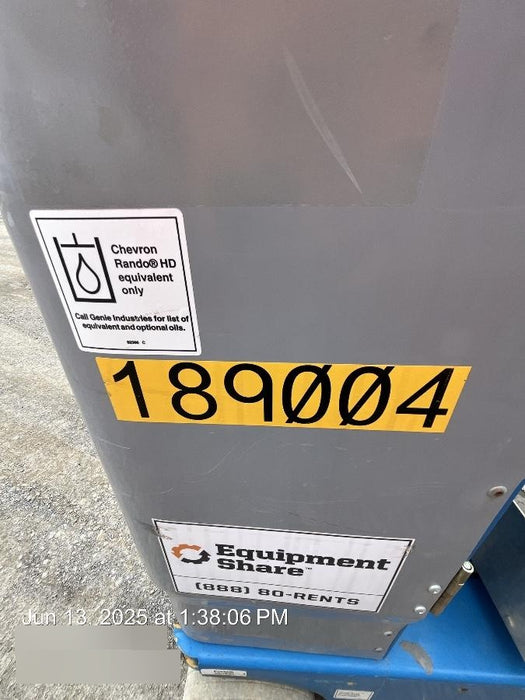 Chevron
Rando® HD
equivalent
only
Call Genie Industries for list of
equivalent and optional oils.
189004
Equipment
Share™
(888) 80-RENTS
Jun 13, 2025 at 1:38:06 PM